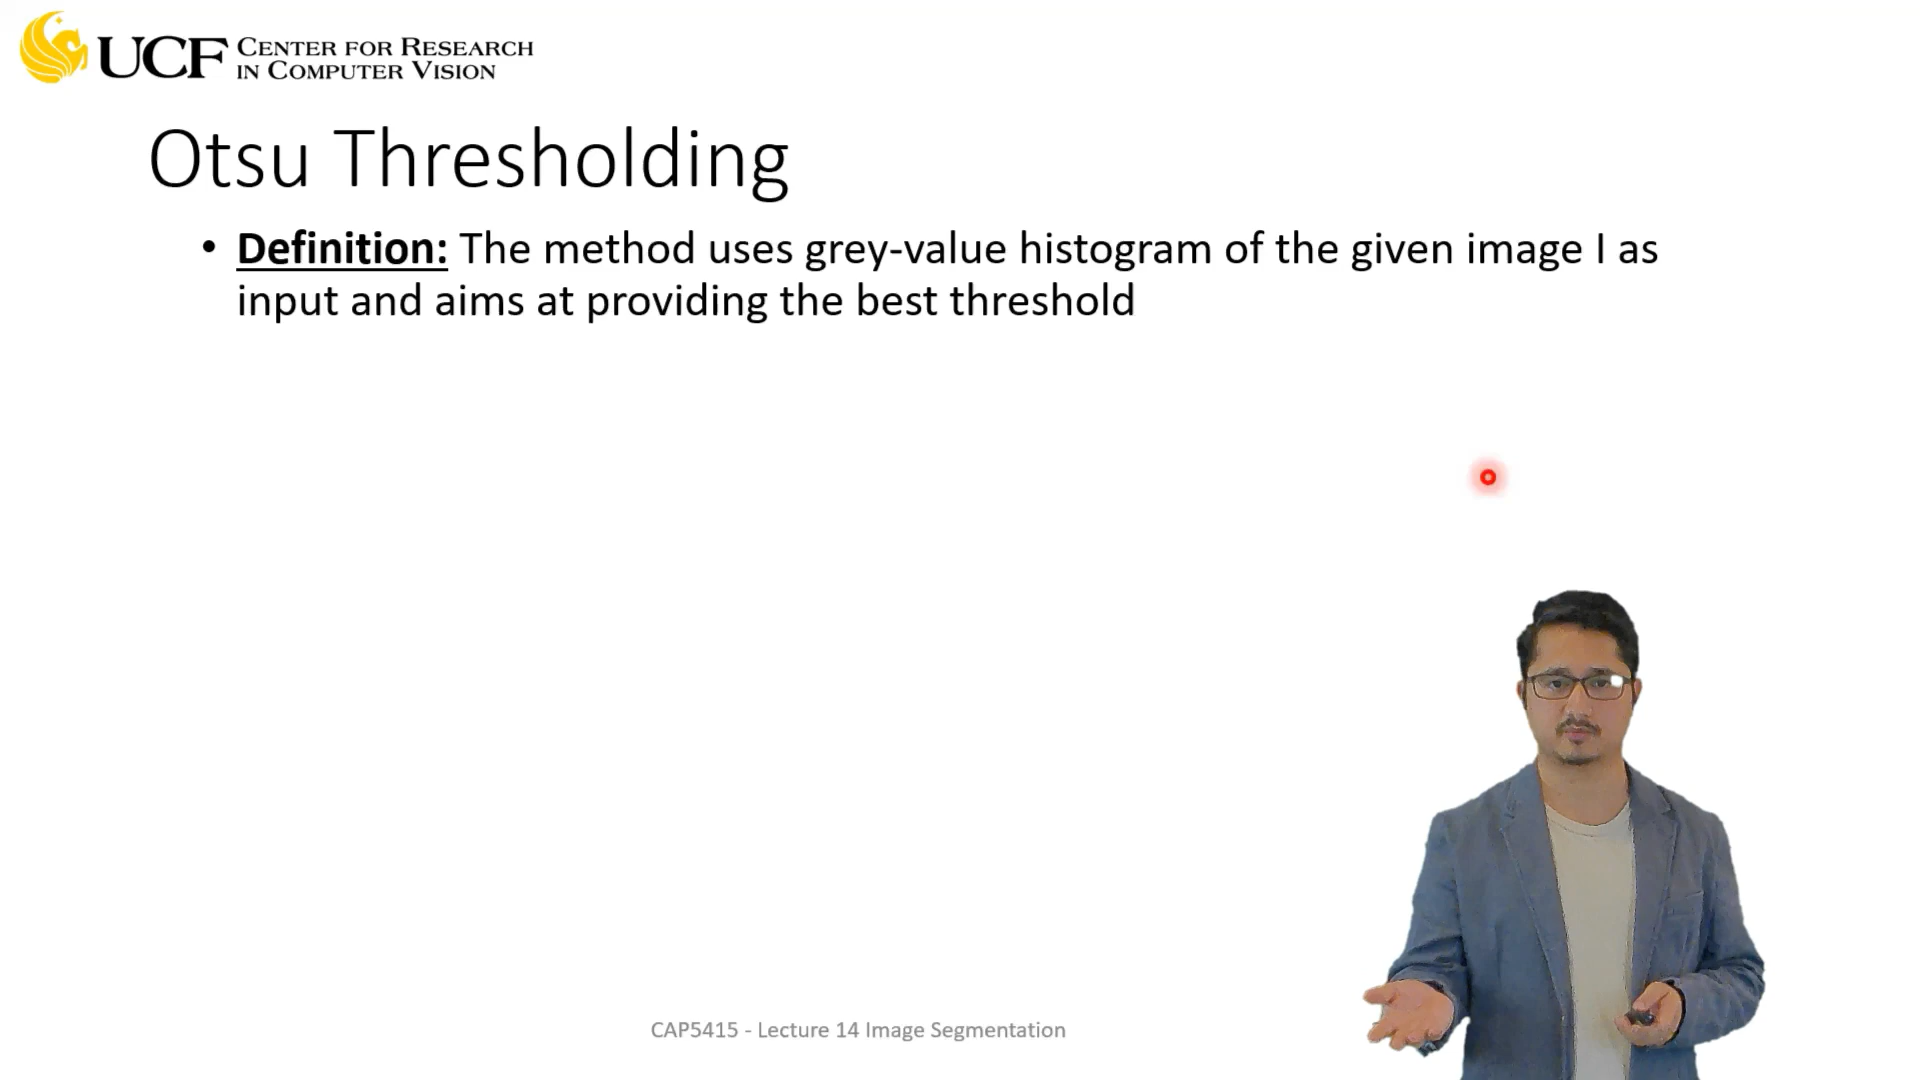 UCF CENTER FOR RESEARCH
IN COMPUTER VISION
Otsu Thresholding
• Definition: The method uses grey-value histogram of the given image I as
input and aims at providing the best threshold
CAP5415 - Lecture 14 Image Segmentation